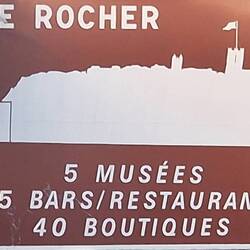 E ROCHER
5 MUSÉES
5 BARS/RESTAURAN
40 BOUTIQUES